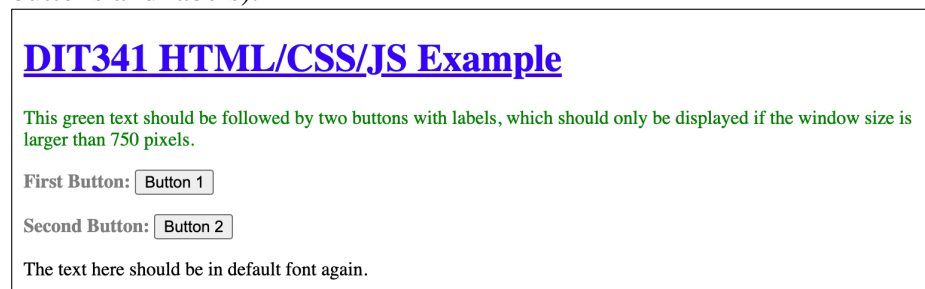 DIT341 HTML/CSS/JS Example
This green text should be followed by two buttons with labels, which should only be displayed if the window size is
larger than 750 pixels.
First Button: Button 1
Second Button: Button 2
The text here should be in default font again.